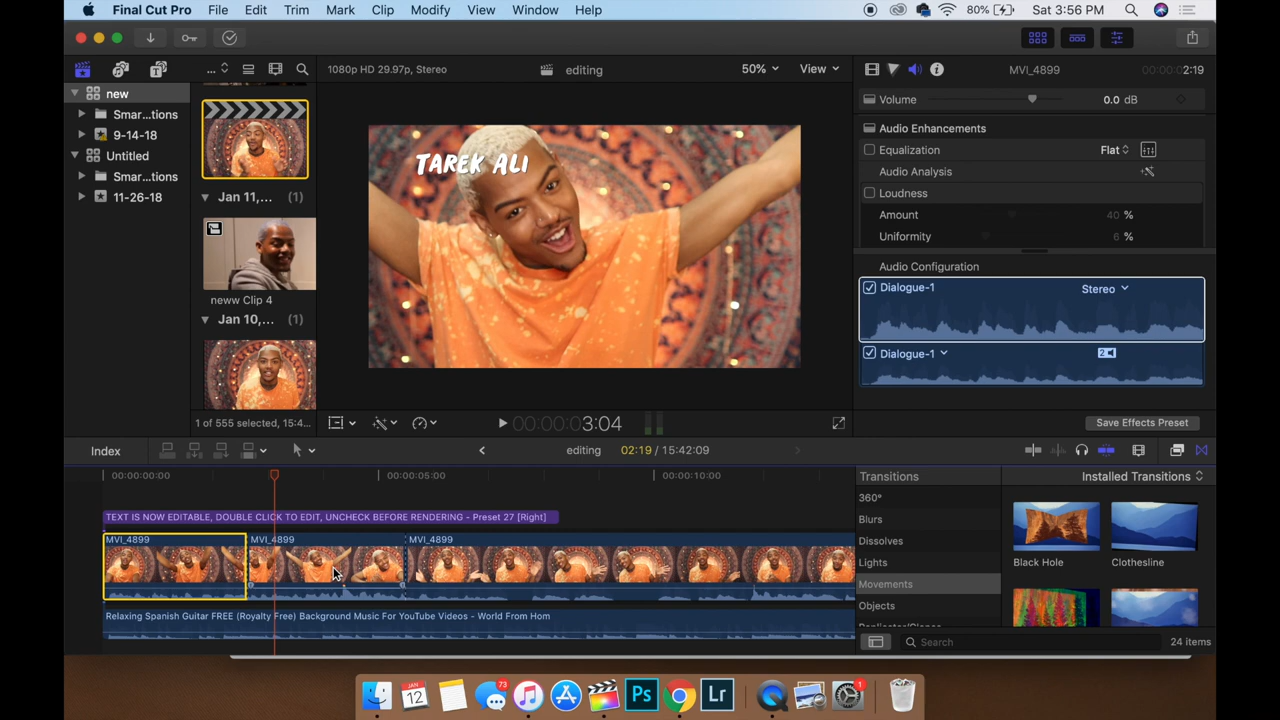 Final Cut Pro File Edit Trim Mark Clip Modify View Window Help 80% Sat 3:56 PM
... 1080p HD 29.97p, Stereo editing 50% View MVI_4899 00:00:02:19
new
Smar...tions
9-14-18
Untitled
Smar...tions
11-26-18
Jan 11,... (1)
neww Clip 4
Jan 10,... (1)
1 of 555 selected, 15:4...
TAREK ALI
00:00:00:03:04
Volume 0.0 dB
Audio Enhancements
Equalization Flat
Audio Analysis
Loudness
Amount 40 %
Uniformity 6 %
Audio Configuration
Dialogue-1 Stereo
Dialogue-1 2
Save Effects Preset
Index editing 02:19 / 15:42:09
00:00:00:00 00:00:05:00 00:00:10:00
TEXT IS NOW EDITABLE, DOUBLE CLICK TO EDIT, UNCHECK BEFORE RENDERING - Preset 27 [Right]
MVI_4899 MVI_4899 MVI_4899
Relaxing Spanish Guitar FREE (Royalty Free) Background Music For YouTube Videos - World From Hom
Transitions Installed Transitions
360°
Blurs
Dissolves
Lights
Movements
Objects
Black Hole Clothesline
Search 24 items
JAN 12 73 Ps Lr 1